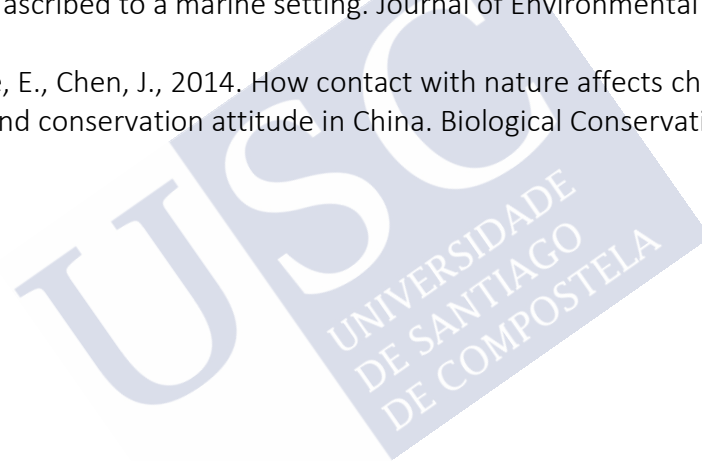 ascribed to a marine setting. Journal of Environmental
, E., Chen, J., 2014. How contact with nature affects ch
nd conservation attitude in China. Biological Conservati
USC
UNIVERSIDADE
DE SANTIAGO
DE COMPOSTELA